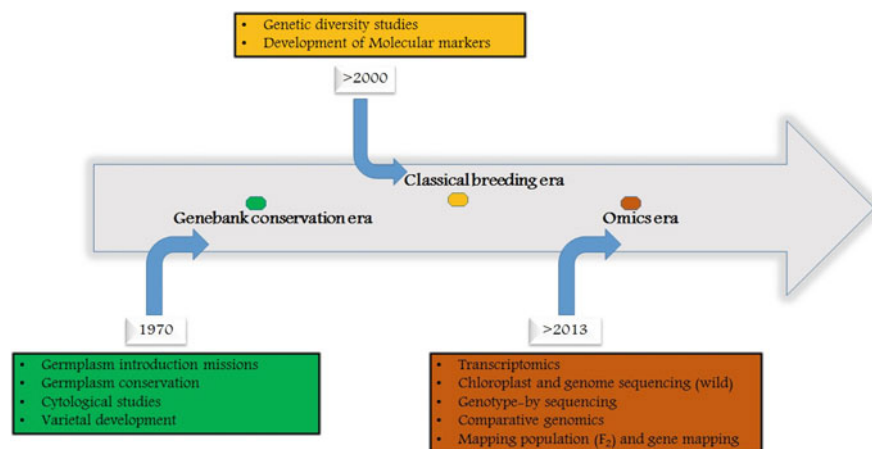 • Genetic diversity studies
• Development of Molecular markers
>2000
Classical breeding era
Genebank conservation era
Omics era
1970
>2013
• Germplasm introduction missions
• Germplasm conservation
• Cytological studies
• Varietal development
• Transcriptomics
• Chloroplast and genome sequencing (wild)
• Genotype-by sequencing
• Comparative genomics
• Mapping population (F₂) and gene mapping